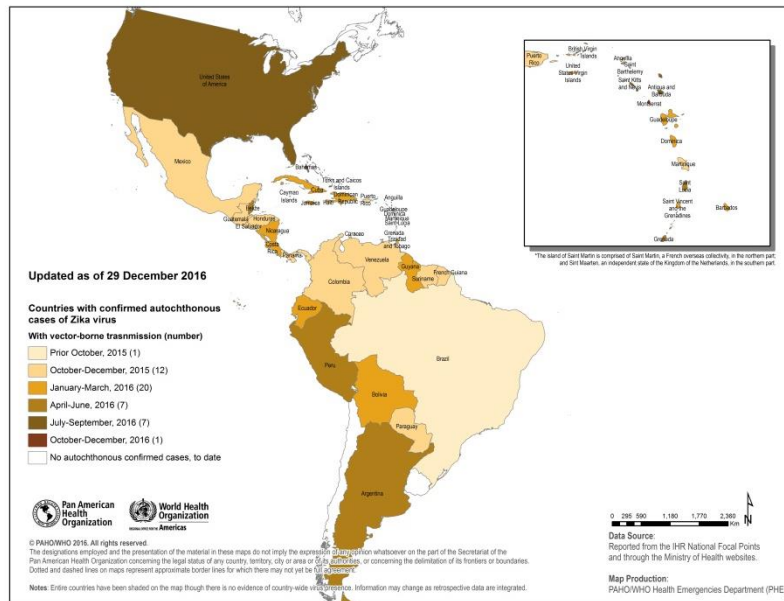 United States
of America
Mexico
Bahamas
Cuba
Turks and Caicos
Islands
Cayman
Islands
Jamaica
Haiti
Dominican
Republic
Puerto
Rico
Anguilla
Guadeloupe
Dominica
Martinique
Saint Lucia
Grenada
Trinidad
and Tobago
Curacao
Belize
Guatemala
Honduras
El Salvador
Nicaragua
Costa
Rica
Panama
Venezuela
Guyana
Suriname
French Guiana
Colombia
Ecuador
Peru
Brazil
Bolivia
Paraguay
Argentina
Puerto
Rico
British Virgin
Islands
United
States Virgin
Islands
Anguilla
Saint
Barthelemy
Saint Kitts
and Nevis
Antigua and
Barbuda
Montserrat
Guadeloupe
Dominica
Martinique
Saint
Lucia
Saint Vincent
and the
Grenadines
Barbados
Grenada
*The island of Saint Martin is comprised of Saint Martin, a French overseas collectivity, in the northern part;
and Sint Maarten, an independent state of the Kingdom of the Netherlands, in the southern part.
Updated as of 29 December 2016
Countries with confirmed autochthonous
cases of Zika virus
With vector-borne trasnmission (number)
Prior October, 2015 (1)
October-December, 2015 (12)
January-March, 2016 (20)
April-June, 2016 (7)
July-September, 2016 (7)
October-December, 2016 (1)
No autochthonous confirmed cases, to date
Pan American
Health
Organization
World Health
Organization
REGIONAL OFFICE FOR THE Americas
© PAHO/WHO 2016. All rights reserved.
The designations employed and the presentation of the material in these maps do not imply the expression of any opinion whatsoever on the part of the Secretariat of the
Pan American Health Organization concerning the legal status of any country, territory, city or area or of its authorities, or concerning the delimitation of its frontiers or boundaries.
Dotted and dashed lines on maps represent approximate border lines for which there may not yet be full agreement.
Notes: Entire countries have been shaded on the map though there is no evidence of country-wide virus presence. Information may change as retrospective data are integrated.
0 295 590 1,180 1,770 2,360
Km
N
Data Source:
Reported from the IHR National Focal Points
and through the Ministry of Health websites.
Map Production:
PAHO/WHO Health Emergencies Department (PHE